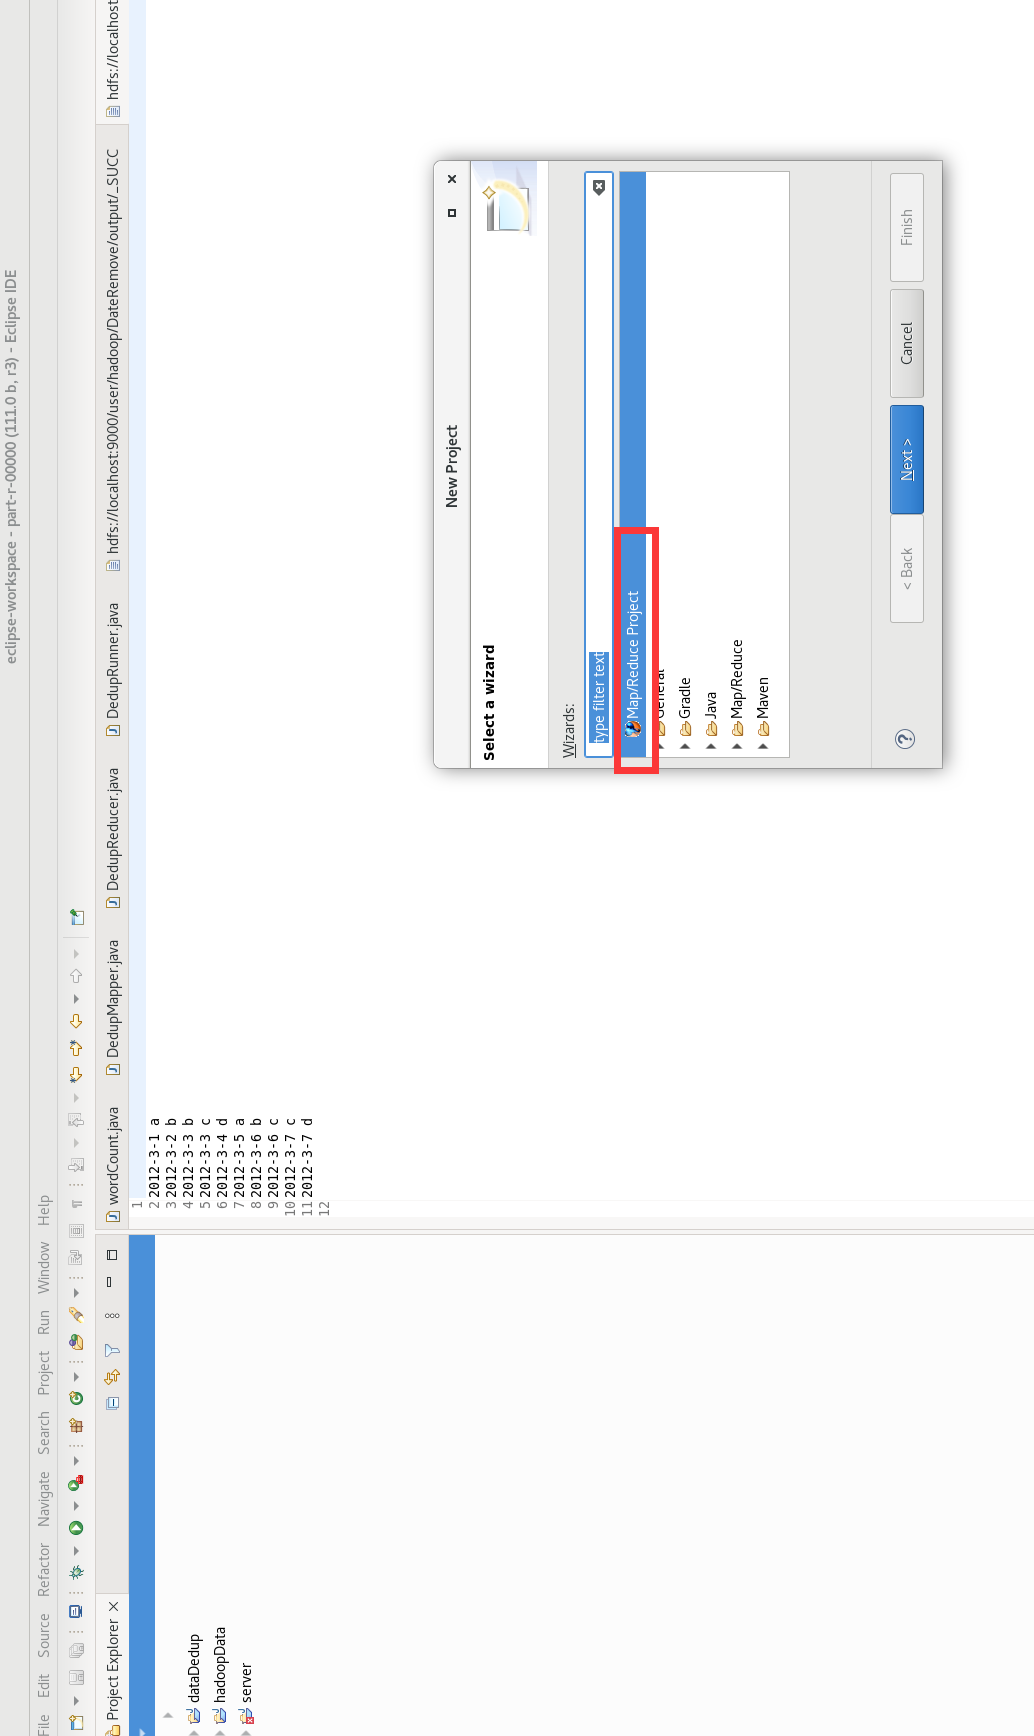 eclipse-workspace - part-r-00000 (111.0 b, r3) - Eclipse IDE
File Edit Source Refactor Navigate Search Project Run Window Help
Project Explorer
wordCount.java DedupMapper.java DedupReducer.java DedupRunner.java hdfs://localhost:9000/user/hadoop/DateRemove/output/_SUCC hdfs://localhost
dataDedup
hadoopData
server
1
2 2012-3-1 a
3 2012-3-2 b
4 2012-3-3 b
5 2012-3-3 c
6 2012-3-4 d
7 2012-3-5 a
8 2012-3-6 b
9 2012-3-6 c
10 2012-3-7 c
11 2012-3-7 d
12
New Project
Select a wizard
Wizards:
type filter text
Map/Reduce Project
General
Gradle
Java
Map/Reduce
Maven
< Back Next > Cancel Finish